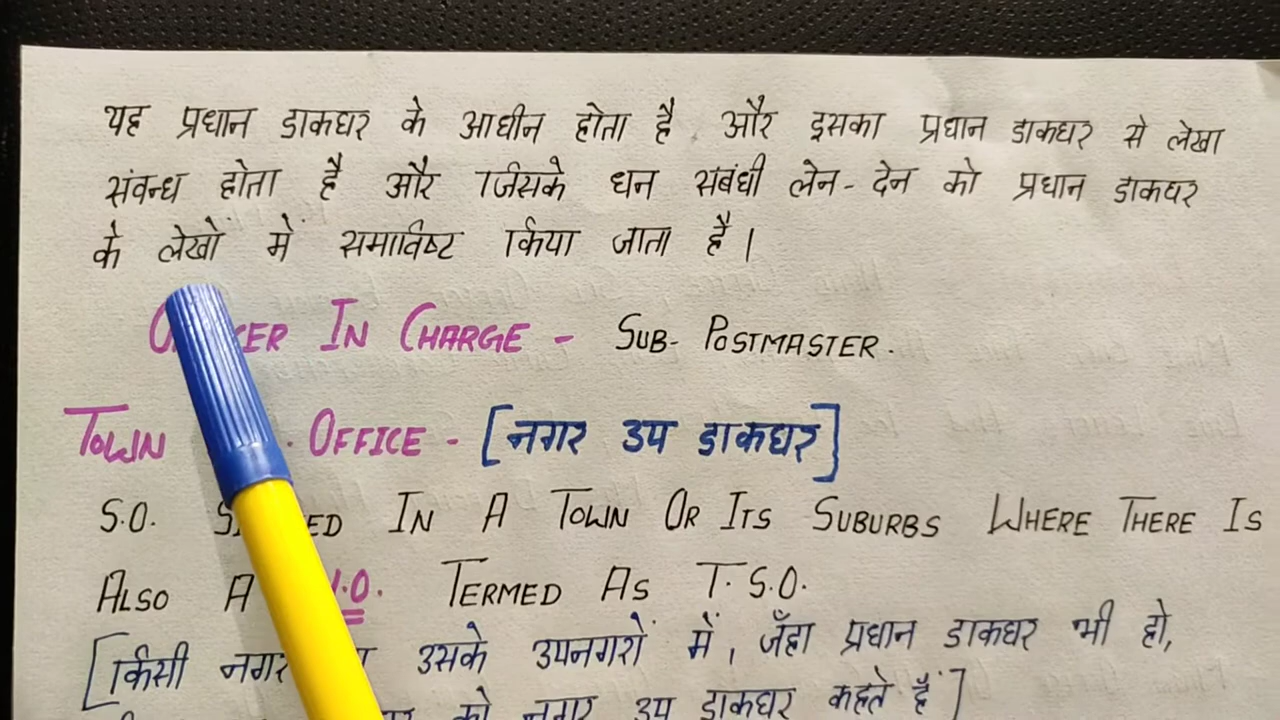 यह प्रधान डाकघर के आधीन होता है और इसका प्रधान डाकघर से लेखा
संवन्ध होता है और जिसके धन संबंधी लेन-देन को प्रधान डाकघर
के लेखों में समाविष्ट किया जाता है।
IN CHARGE - SUB-POSTMASTER.
TOWN OFFICE - [नगर उप डाकघर]
S.O. IN A TOWN OR ITS SUBURBS WHERE THERE IS
ALSO A TERMED AS T.S.O.
[किसी नगर उसके उपनगरों में, जँहा प्रधान डाकघर भी हो,
को नगर उप डाकघर कहते हैं]